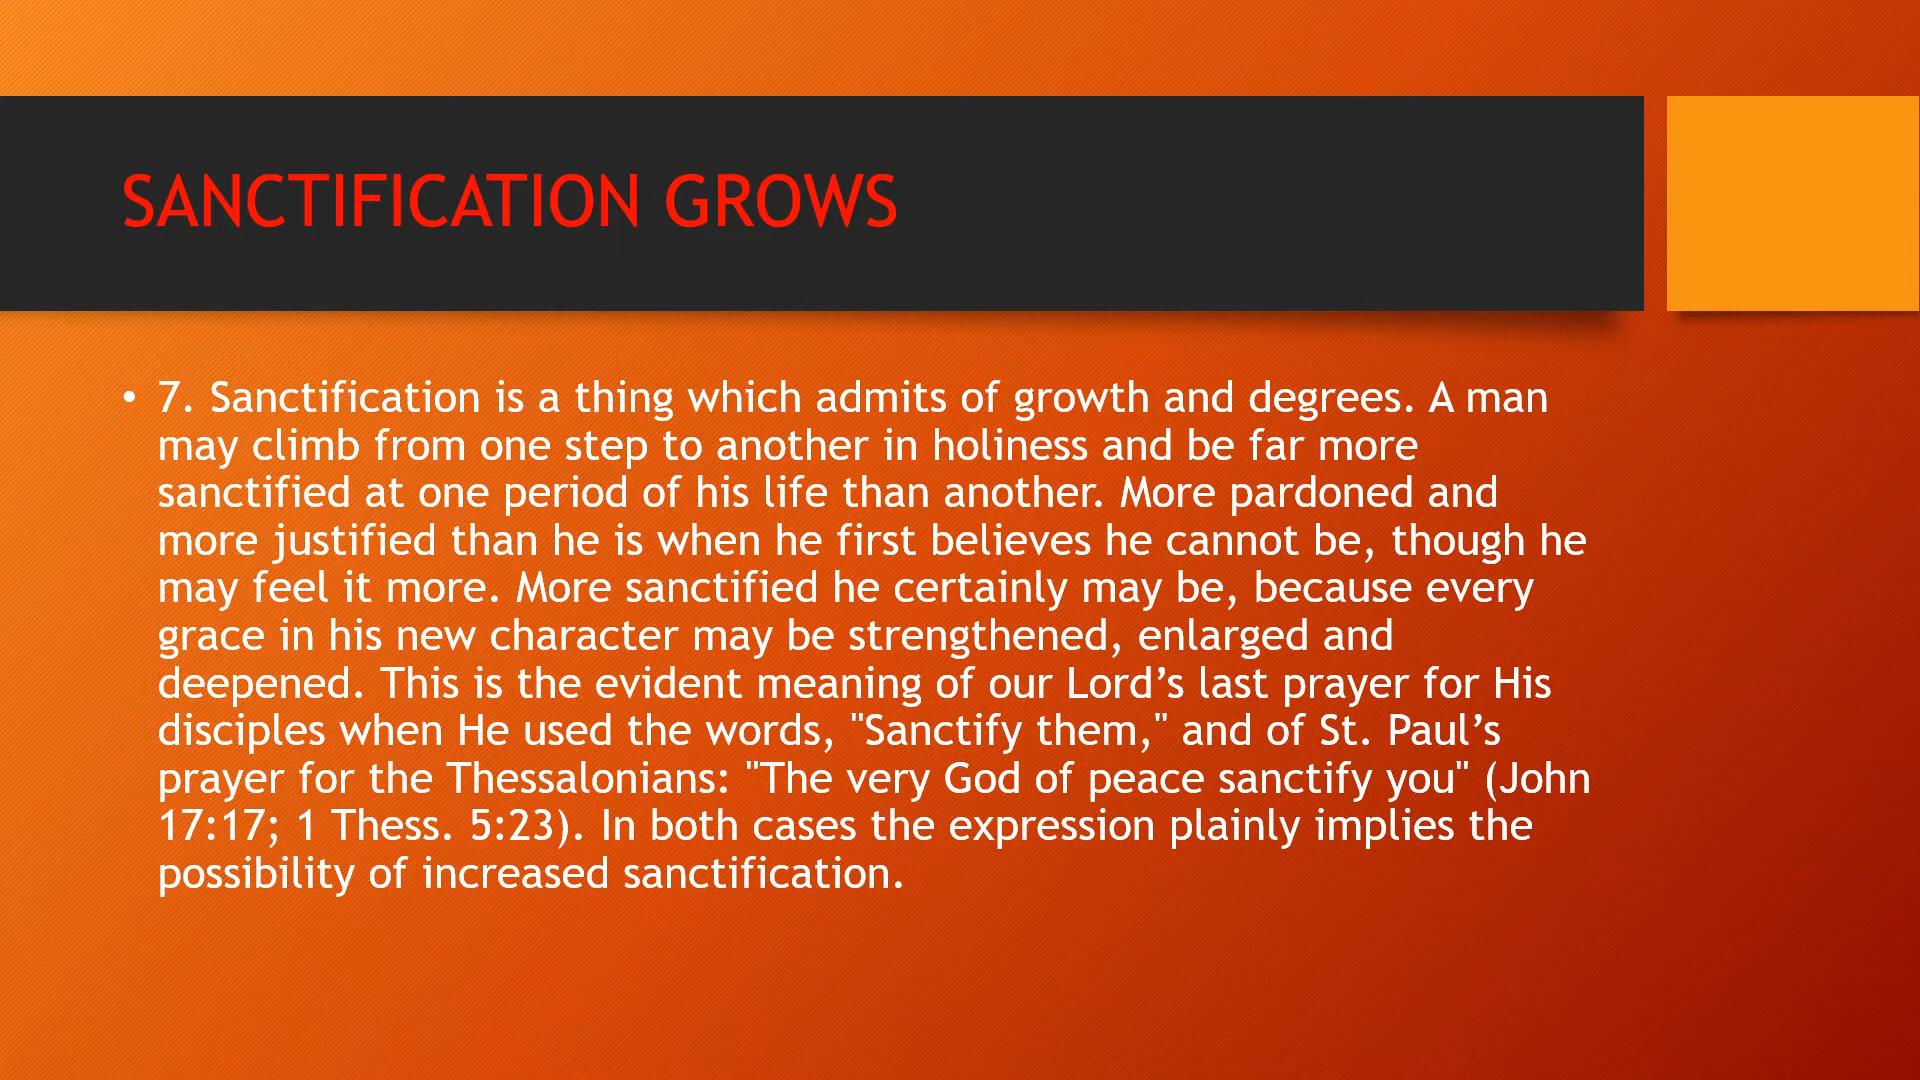 SANCTIFICATION GROWS
• 7. Sanctification is a thing which admits of growth and degrees. A man
may climb from one step to another in holiness and be far more
sanctified at one period of his life than another. More pardoned and
more justified than he is when he first believes he cannot be, though he
may feel it more. More sanctified he certainly may be, because every
grace in his new character may be strengthened, enlarged and
deepened. This is the evident meaning of our Lord’s last prayer for His
disciples when He used the words, "Sanctify them," and of St. Paul’s
prayer for the Thessalonians: "The very God of peace sanctify you" (John
17:17; 1 Thess. 5:23). In both cases the expression plainly implies the
possibility of increased sanctification.